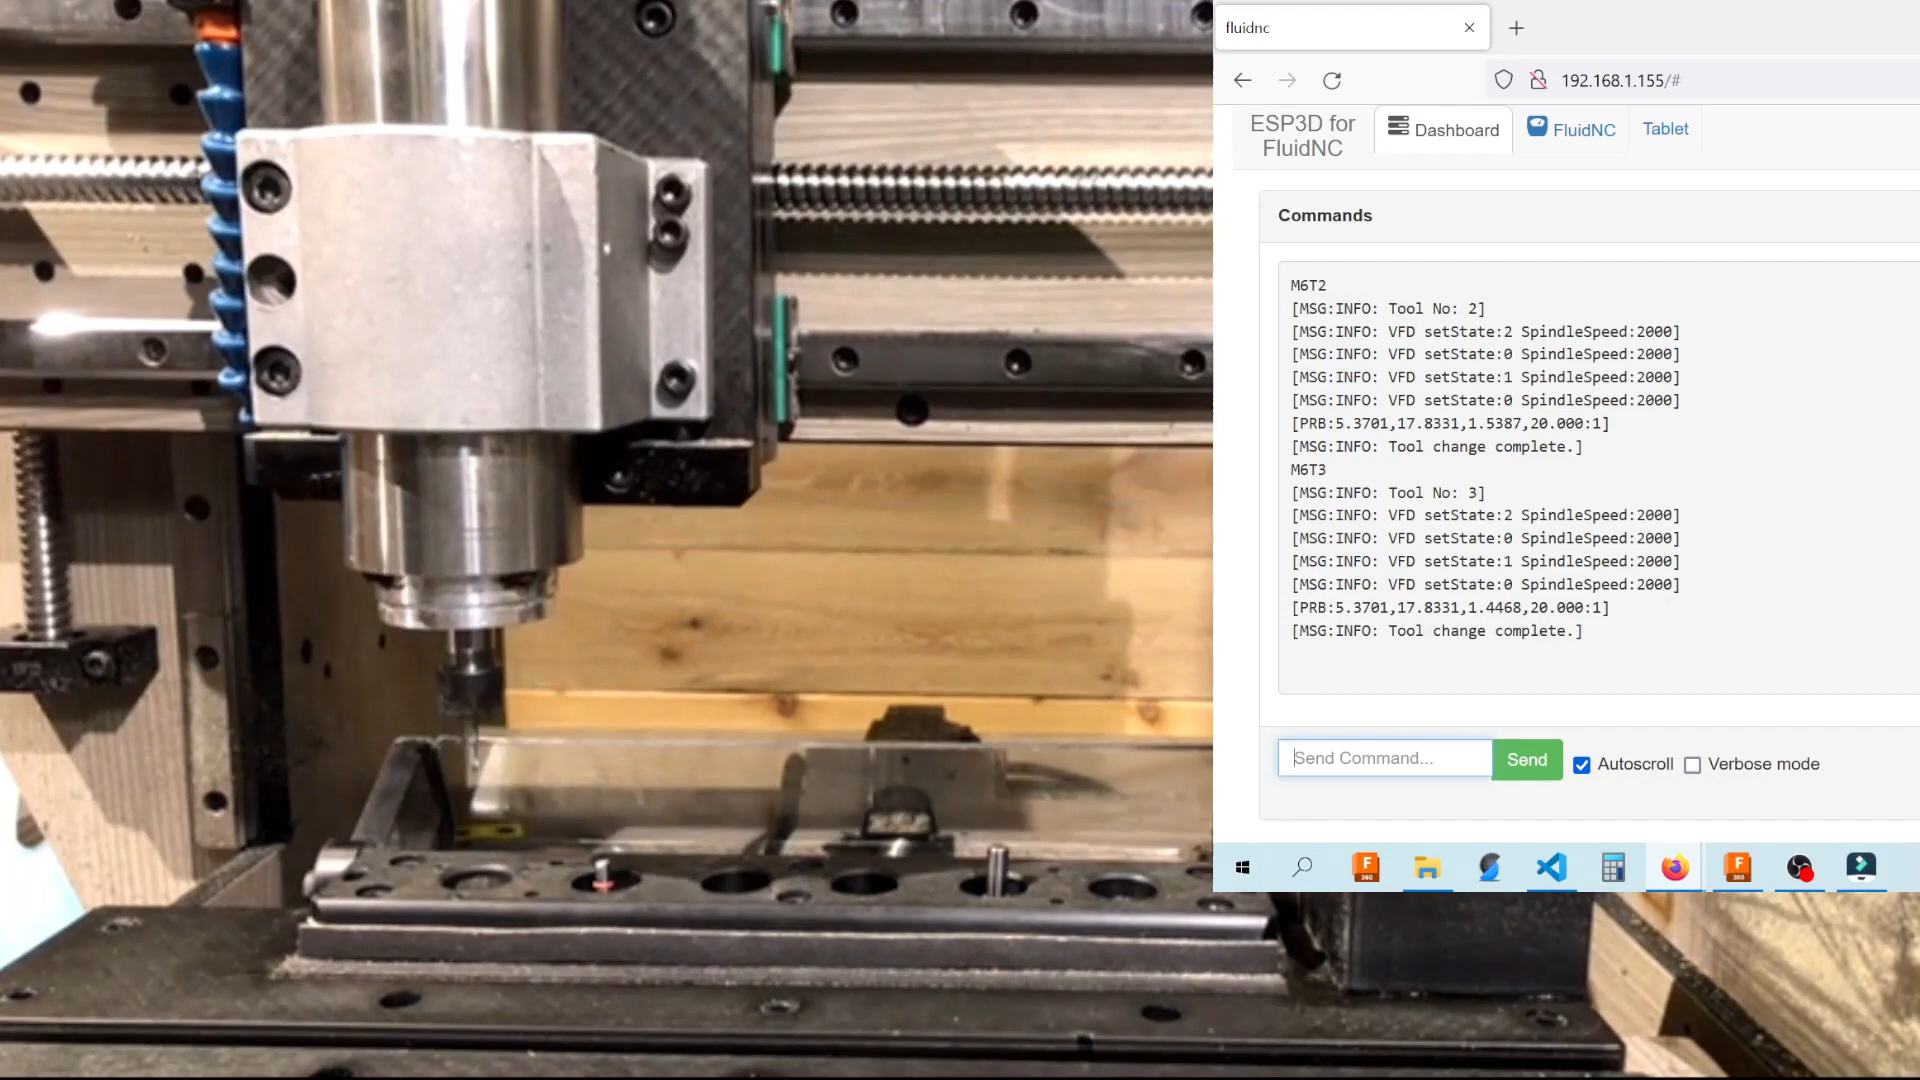 fluidnc
192.168.1.155/#
ESP3D for
FluidNC
Dashboard
FluidNC
Tablet
Commands
M6T2
[MSG:INFO: Tool No: 2]
[MSG:INFO: VFD setState:2 SpindleSpeed:2000]
[MSG:INFO: VFD setState:0 SpindleSpeed:2000]
[MSG:INFO: VFD setState:1 SpindleSpeed:2000]
[MSG:INFO: VFD setState:0 SpindleSpeed:2000]
[PRB:5.3701,17.8331,1.5387,20.000:1]
[MSG:INFO: Tool change complete.]
M6T3
[MSG:INFO: Tool No: 3]
[MSG:INFO: VFD setState:2 SpindleSpeed:2000]
[MSG:INFO: VFD setState:0 SpindleSpeed:2000]
[MSG:INFO: VFD setState:1 SpindleSpeed:2000]
[MSG:INFO: VFD setState:0 SpindleSpeed:2000]
[PRB:5.3701,17.8331,1.4468,20.000:1]
[MSG:INFO: Tool change complete.]
Send Command...
Send
Autoscroll
Verbose mode
F
360
F
360